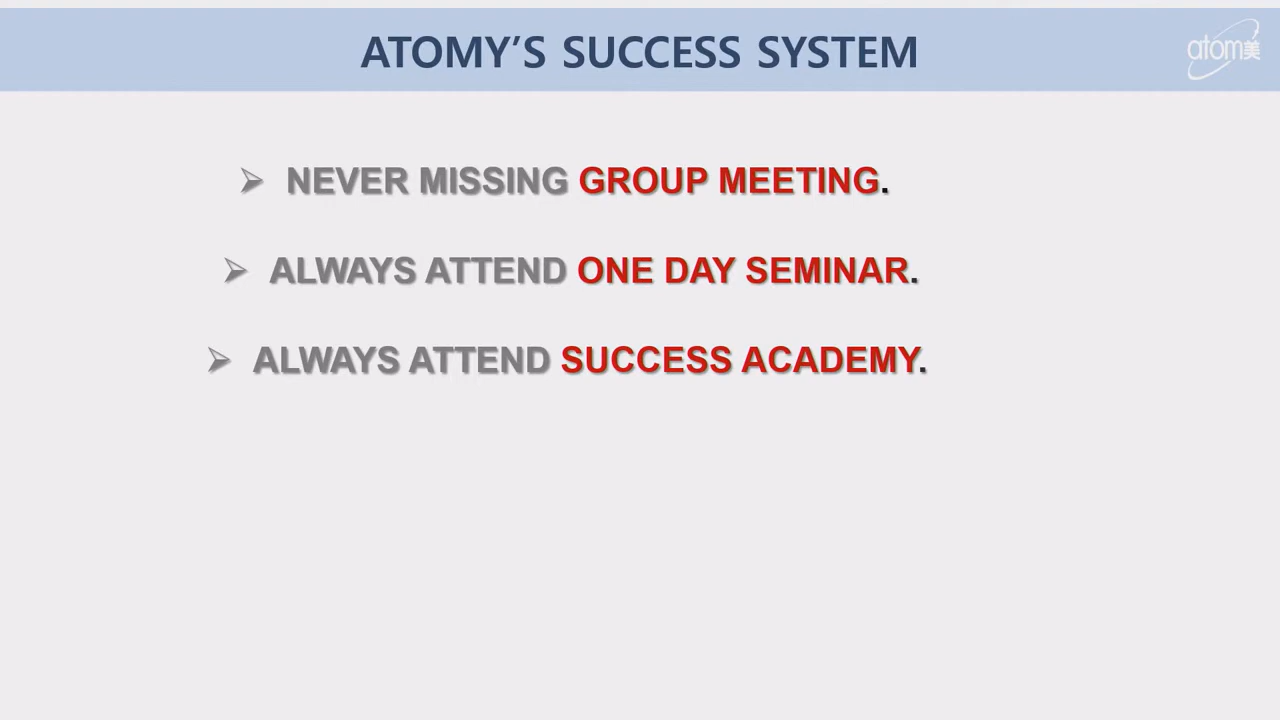 ATOMY’S SUCCESS SYSTEM
atom美
➢ NEVER MISSING GROUP MEETING.
➢ ALWAYS ATTEND ONE DAY SEMINAR.
➢ ALWAYS ATTEND SUCCESS ACADEMY.